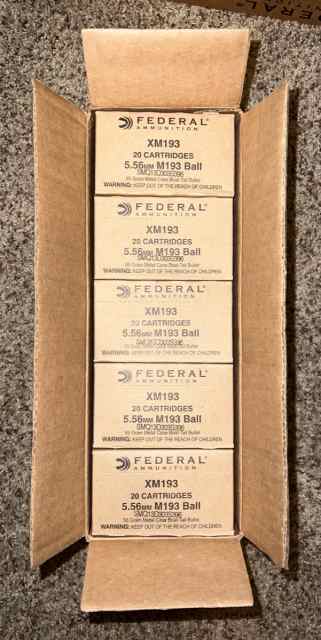 FEDERAL
AMMUNITION
XM193
20 CARTRIDGES
5.56MM M193 Ball
WARNING: KEEP OUT OF THE REACH OF CHILDREN
FEDERAL
AMMUNITION
XM193
20 CARTRIDGES
5.56MM M193 Ball
WARNING: KEEP OUT OF THE REACH OF CHILDREN
FEDERAL
AMMUNITION
XM193
20 CARTRIDGES
5.56MM M193 Ball
WARNING: KEEP OUT OF THE REACH OF CHILDREN
FEDERAL
AMMUNITION
XM193
20 CARTRIDGES
5.56MM M193 Ball
WARNING: KEEP OUT OF THE REACH OF CHILDREN
FEDERAL
AMMUNITION
XM193
20 CARTRIDGES
5.56MM M193 Ball
WARNING: KEEP OUT OF THE REACH OF CHILDREN